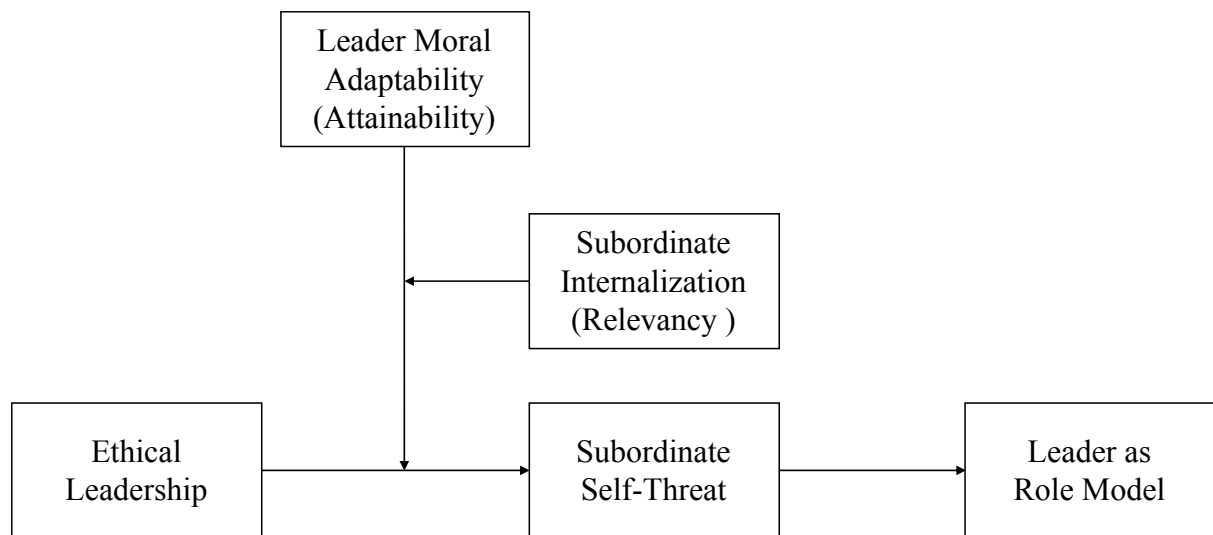 Leader Moral
Adaptability
(Attainability)
Subordinate
Internalization
(Relevancy )
Ethical
Leadership
Subordinate
Self-Threat
Leader as
Role Model